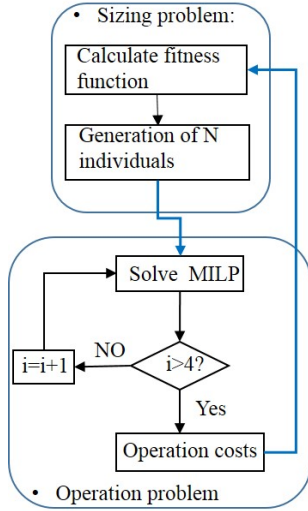 • Sizing problem:
Calculate fitness
function
Generation of N
individuals
Solve MILP
NO
i=i+1
i>4?
Yes
Operation costs
• Operation problem